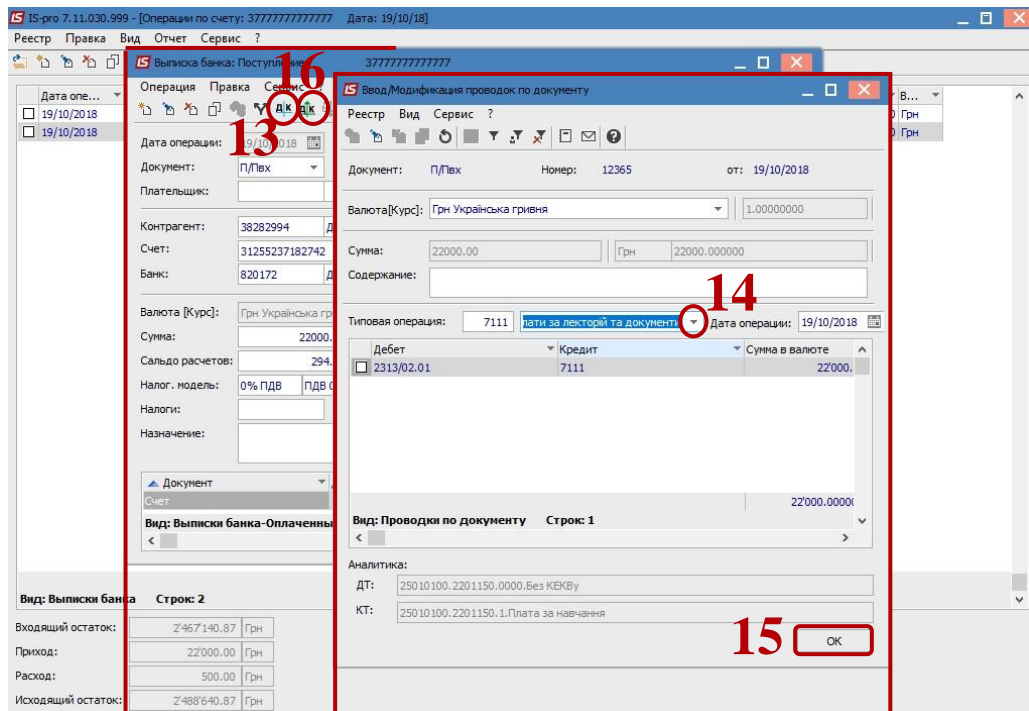 IS-pro 7.11.030.999 - [Операции по счету: 37777777777777 Дата: 19/10/18]
Реестр Правка Вид Отчет Сервис ?
Дата опе... В...
19/10/2018 Грн
19/10/2018 Грн
Вид: Выписки банка Строк: 2
Входящий остаток: 2'467'140.87 Грн
Приход: 22'000.00 Грн
Расход: 500.00 Грн
Исходящий остаток: 2'488'640.87 Грн
Выписка банка: Поступление 37777777777777
Операция Правка Сервис ?
16
13
Дата операции: 19/10/2018
Документ: П/Пвх
Плательщик:
Контрагент: 38282994
Счет: 31255237182742
Банк: 820172
Валюта [Курс]: Грн Українська гр
Сумма: 22000.
Сальдо расчетов: 294.
Налог. модель: 0% ПДВ ПДВ
Налоги:
Назначение:
Документ
Счет
Вид: Выписки банка-Оплаченны
Ввод/Модификация проводок по документу
Реестр Вид Сервис ?
Документ: П/Пвх Номер: 12365 от: 19/10/2018
Валюта[Курс]: Грн Українська гривня 1.00000000
Сумма: 22000.00 Грн 22000.000000
Содержание:
14
Типовая операция: 7111 лати за лекторій та документи Дата операции: 19/10/2018
Дебет Кредит Сумма в валюте
2313/02.01 7111 22'000.
22'000.0000
Вид: Проводки по документу Строк: 1
Аналитика:
ДТ: 25010100.2201150.0000.Без КЕКВу
КТ: 25010100.2201150.1.Плата за навчання
15
OK